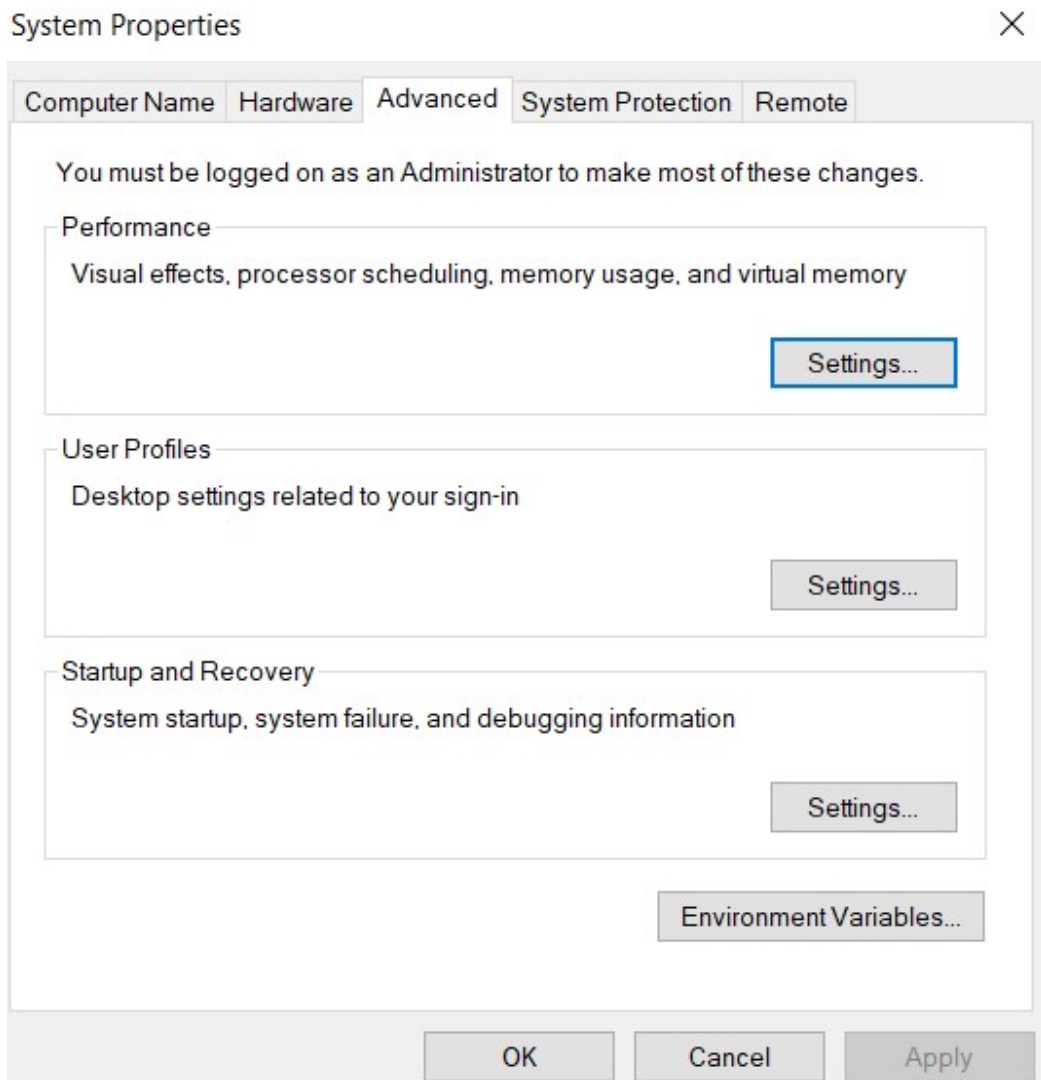 System Properties
Computer Name Hardware Advanced System Protection Remote
You must be logged on as an Administrator to make most of these changes.
Performance
Visual effects, processor scheduling, memory usage, and virtual memory
Settings...
User Profiles
Desktop settings related to your sign-in
Settings...
Startup and Recovery
System startup, system failure, and debugging information
Settings...
Environment Variables...
OK Cancel Apply